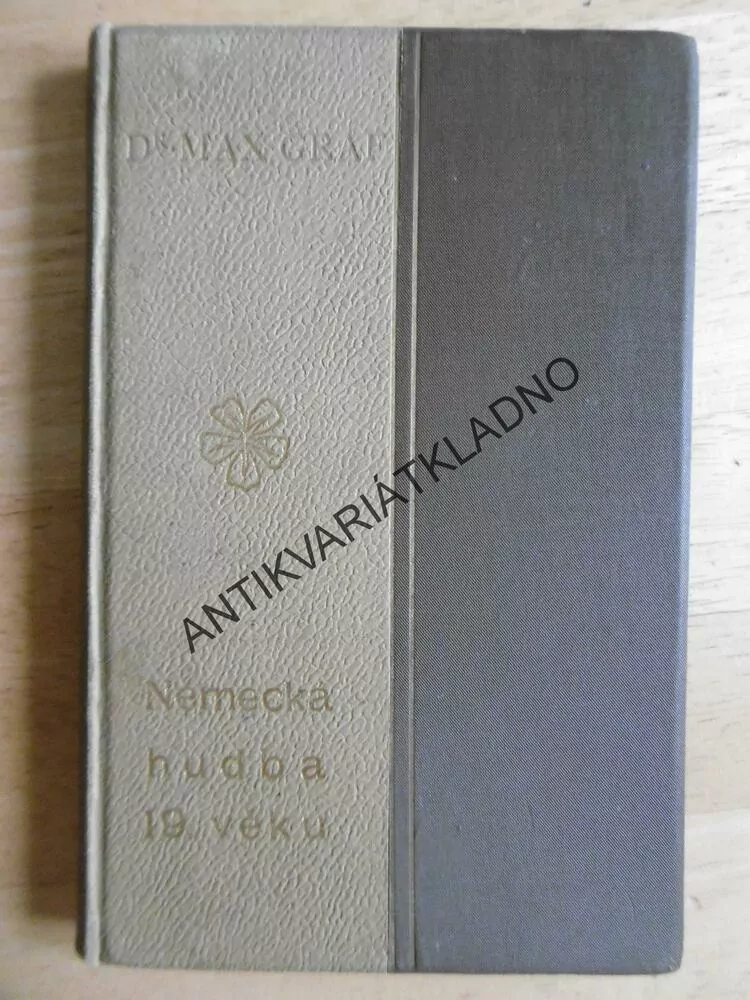 Dr. MAX GRAF
ANTIKVARIÁTKLADNO
Německá
hudba
19. věku